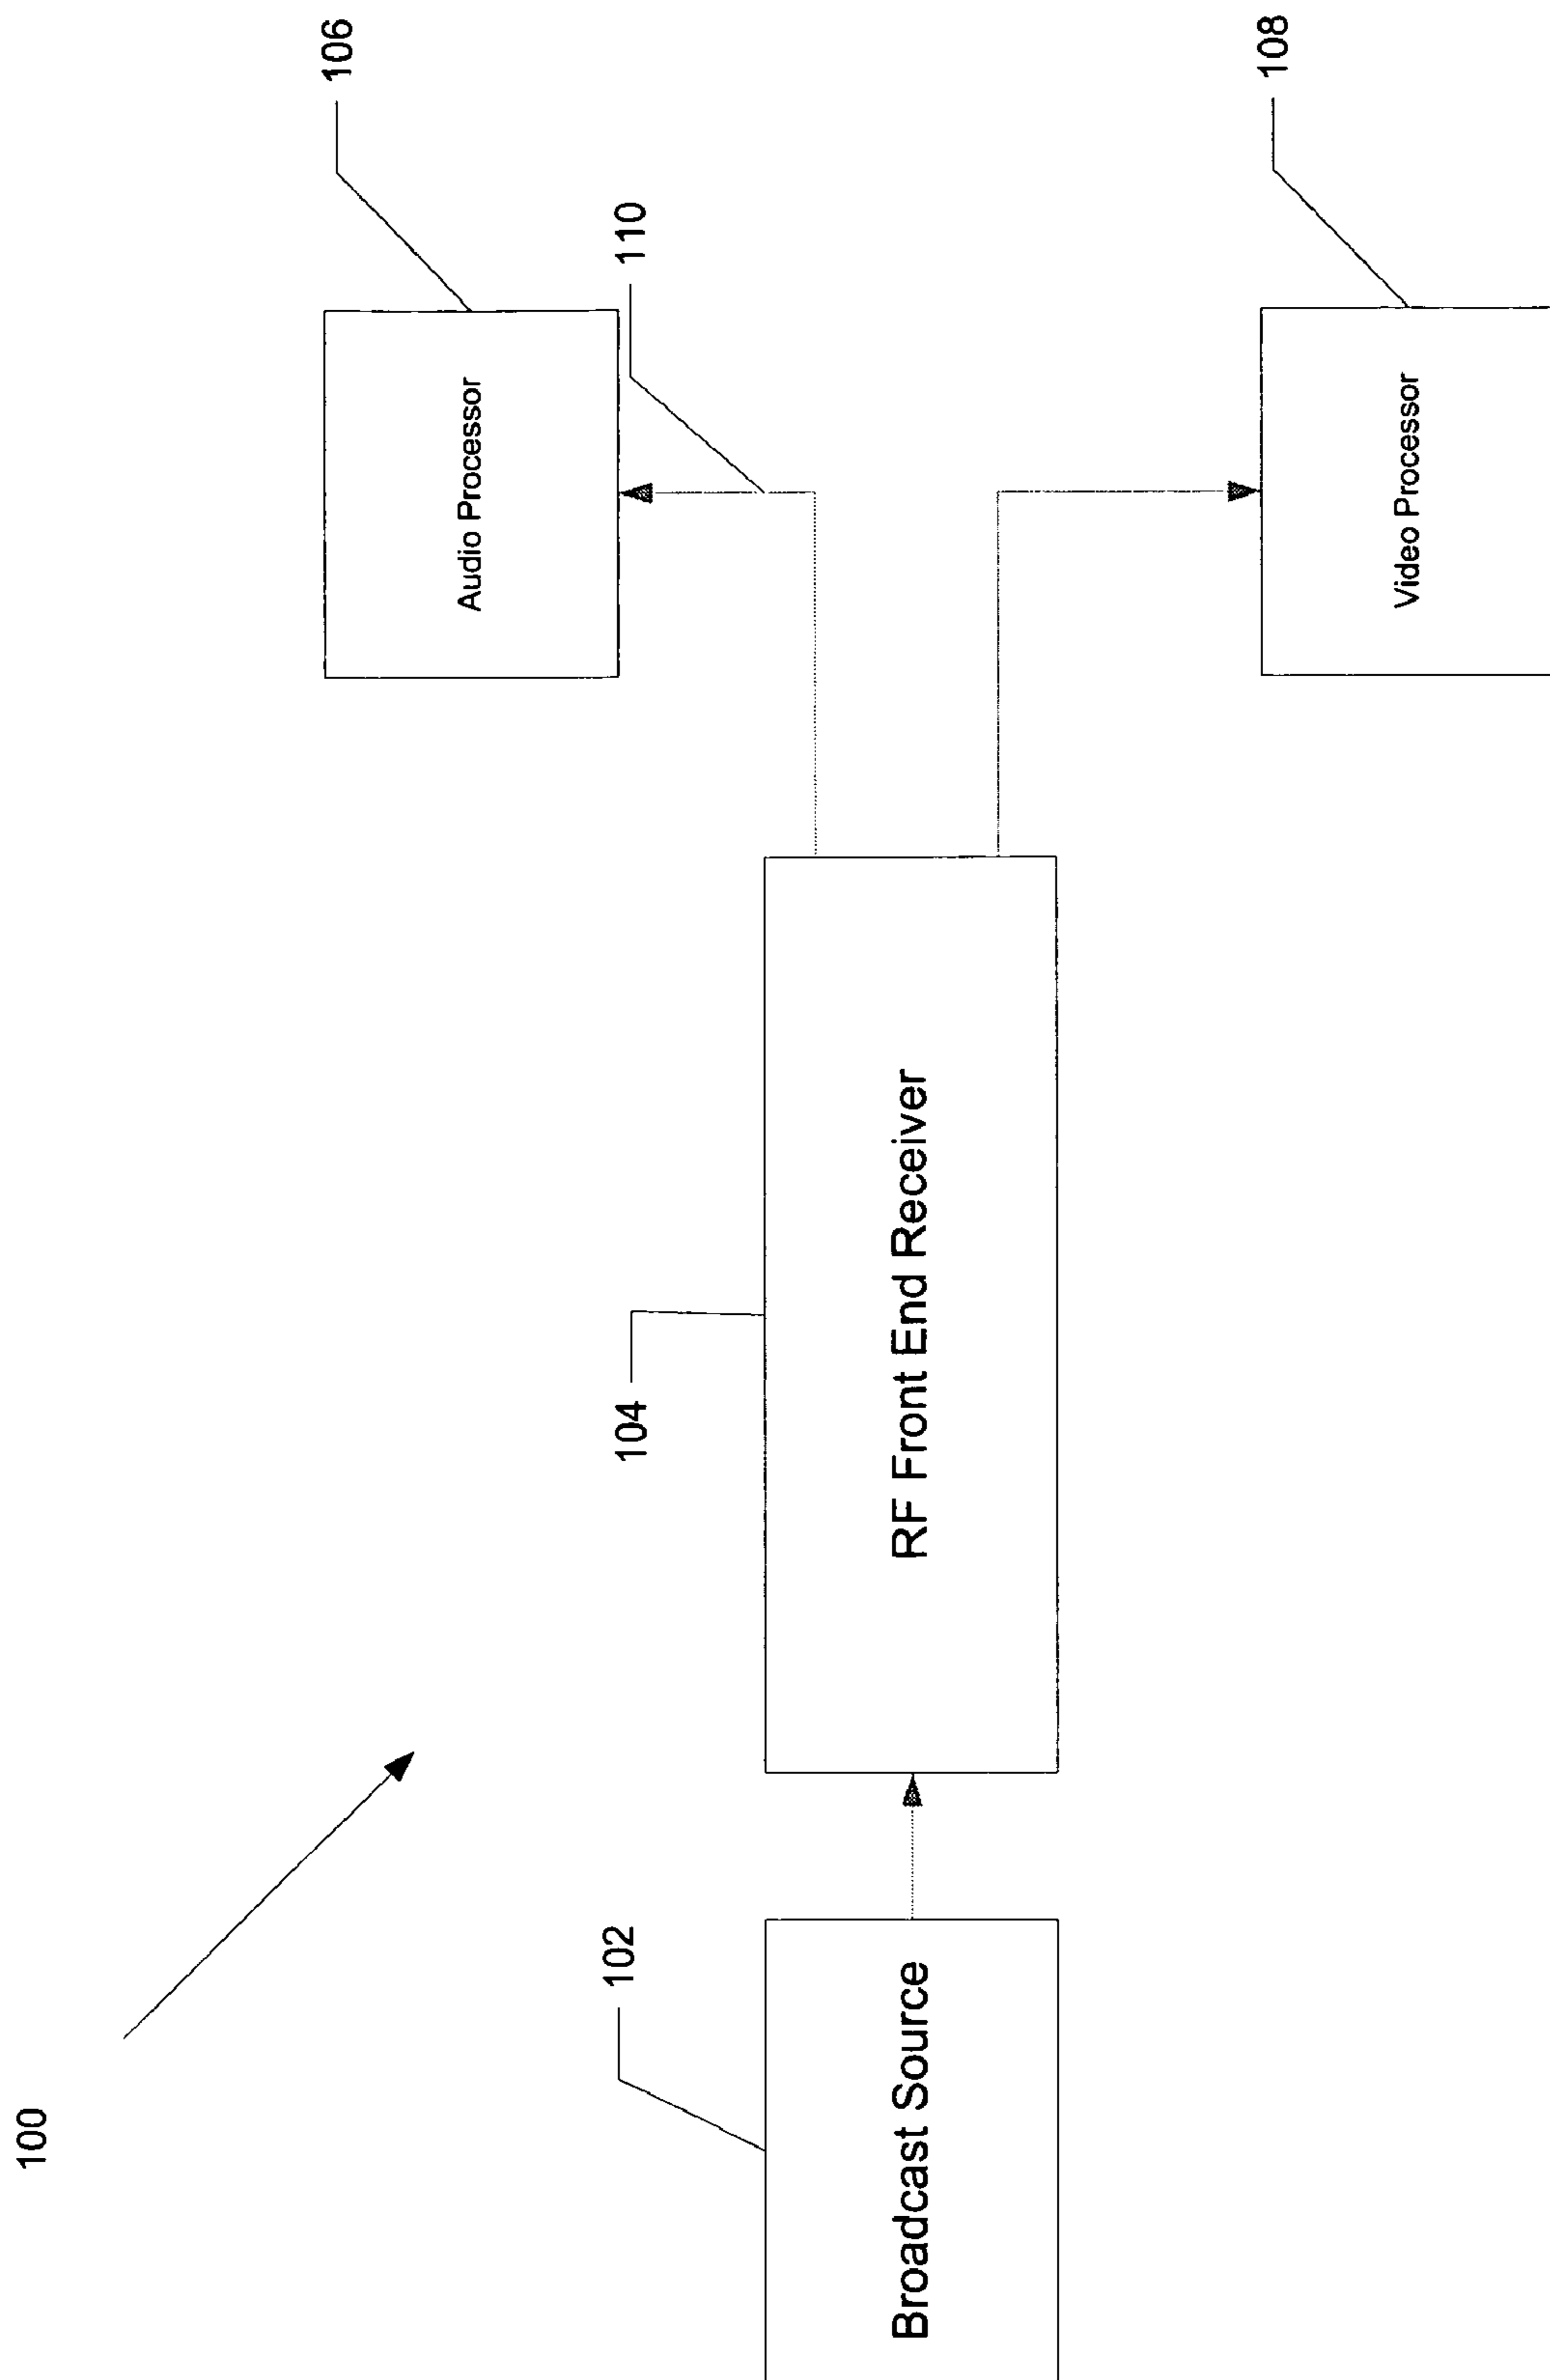 100
102
Broadcast Source
104
RF Front End Receiver
110
106
Audio Processor
108
Video Processor